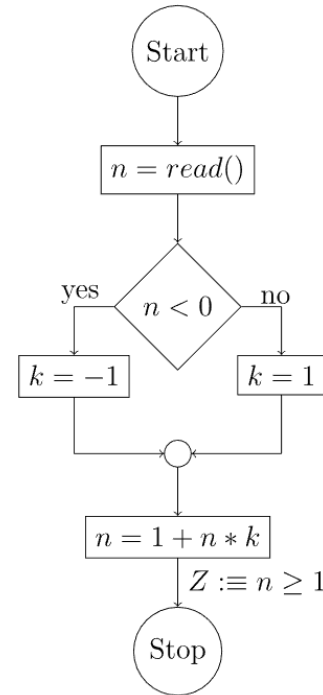 Start
n = read()
yes
n < 0
no
k = −1
k = 1
n = 1 + n ∗ k
Z :≡ n ≥ 1
Stop